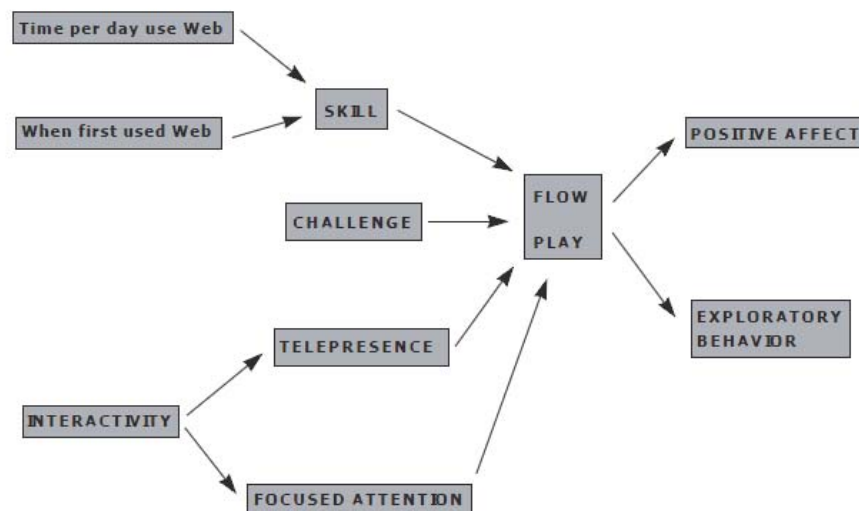 Time per day use Web
SKILL
When first used Web
POSITIVE AFFECT
FLOW
PLAY
CHALLENGE
EXPLORATORY
BEHAVIOR
TELEPRESENCE
INTERACTIVITY
FOCUSED ATTENTION